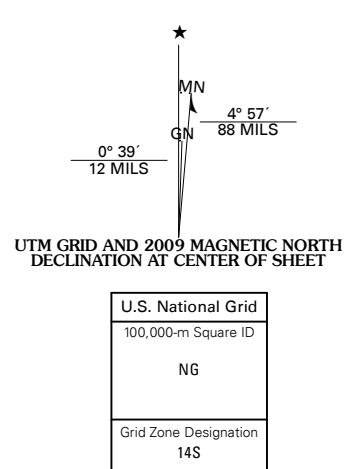 ★
MN
GN
4° 57´
88 MILS
0° 39´
12 MILS
UTM GRID AND 2009 MAGNETIC NORTH
DECLINATION AT CENTER OF SHEET
U.S. National Grid
100,000-m Square ID
NG
Grid Zone Designation
14S